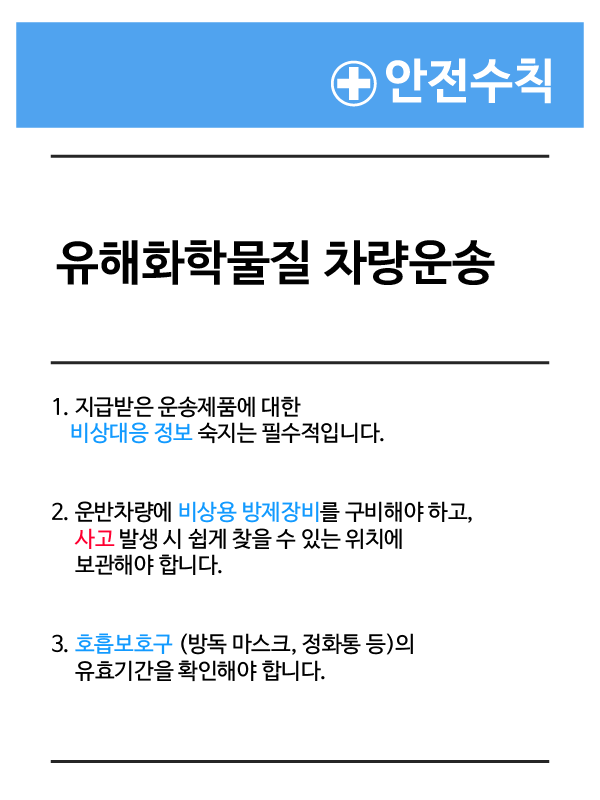 안전수칙
유해화학물질 차량운송
1. 지급받은 운송제품에 대한
비상대응 정보 숙지는 필수적입니다.
2. 운반차량에 비상용 방제장비를 구비해야 하고,
사고 발생 시 쉽게 찾을 수 있는 위치에
보관해야 합니다.
3. 호흡보호구 (방독 마스크, 정화통 등)의
유효기간을 확인해야 합니다.